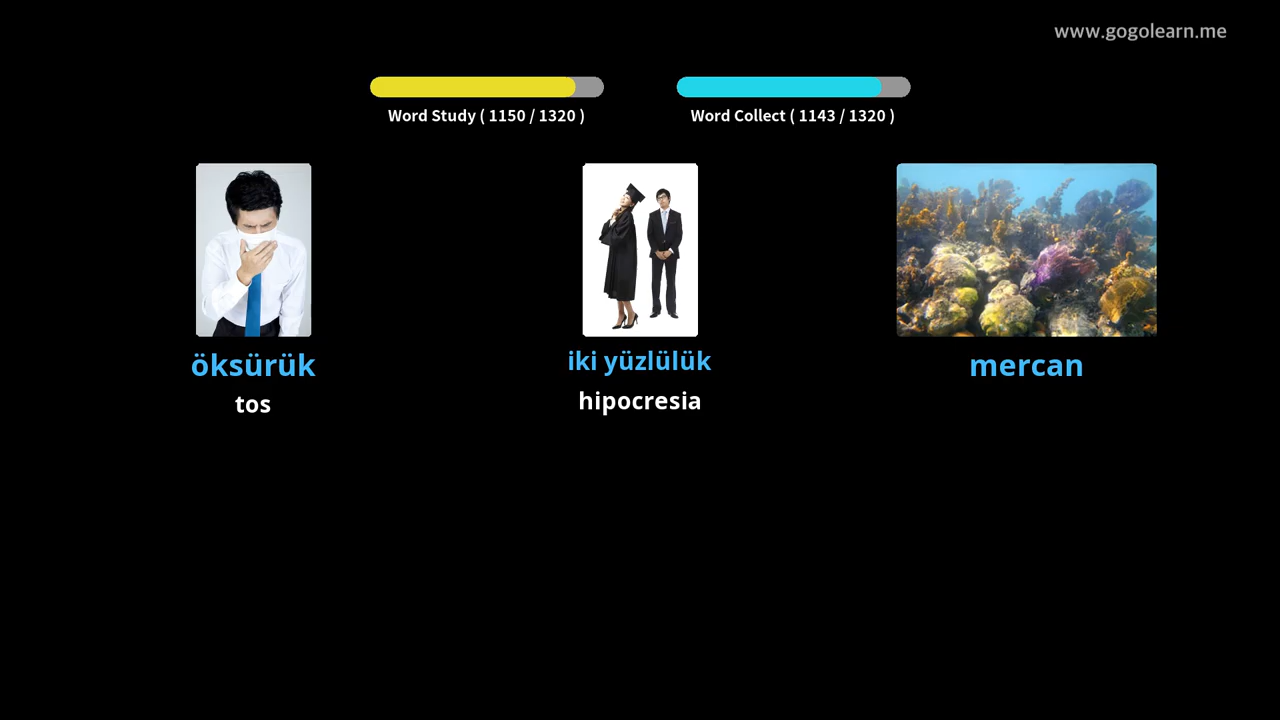 www.gogolearn.me
Word Study ( 1150 / 1320 )
Word Collect ( 1143 / 1320 )
öksürük
tos
iki yüzlülük
hipocresia
mercan